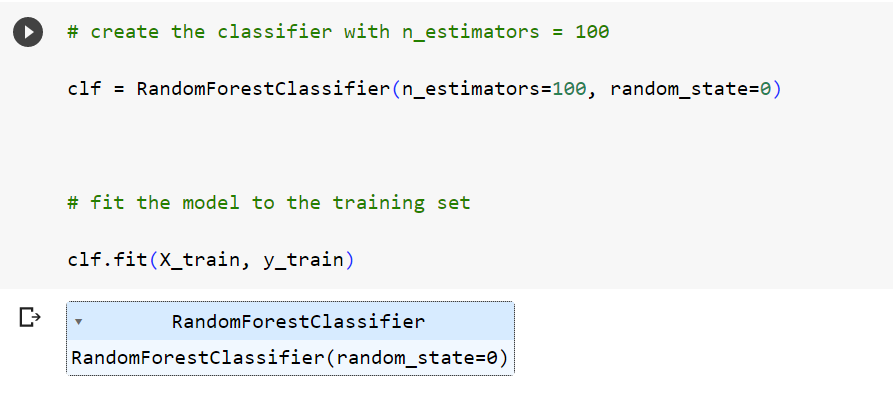 # create the classifier with n_estimators = 100
clf = RandomForestClassifier(n_estimators=100, random_state=0)
# fit the model to the training set
clf.fit(X_train, y_train)
RandomForestClassifier
RandomForestClassifier(random_state=0)